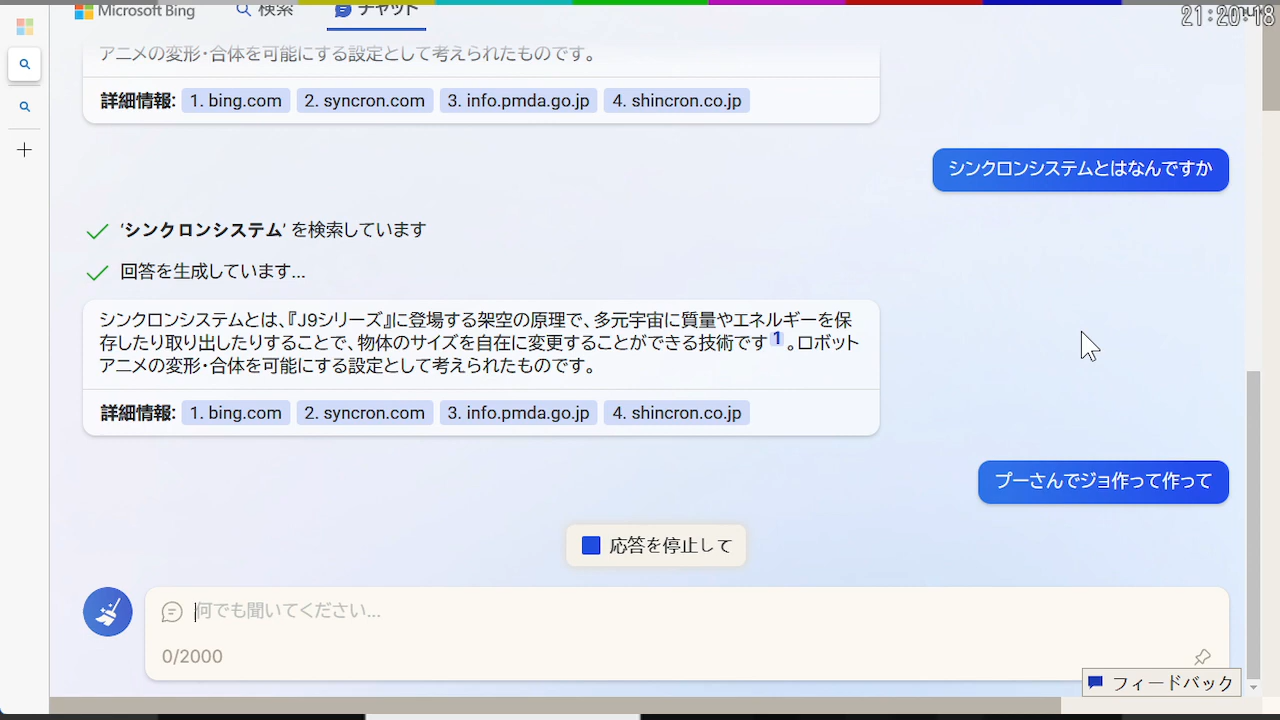 Microsoft Bing
検索
チャット
21:20:18
アニメの変形・合体を可能にする設定として考えられたものです。
詳細情報: 1. bing.com 2. syncron.com 3. info.pmda.go.jp 4. shincron.co.jp
シンクロンシステムとはなんですか
'シンクロンシステム' を検索しています
回答を生成しています...
シンクロンシステムとは、『J9シリーズ』に登場する架空の原理で、多元宇宙に質量やエネルギーを保
存したり取り出したりすることで、物体のサイズを自在に変更することができる技術です1。ロボット
アニメの変形・合体を可能にする設定として考えられたものです。
詳細情報: 1. bing.com 2. syncron.com 3. info.pmda.go.jp 4. shincron.co.jp
プーさんでジョ作って作って
応答を停止して
何でも聞いてください...
0/2000
フィードバック